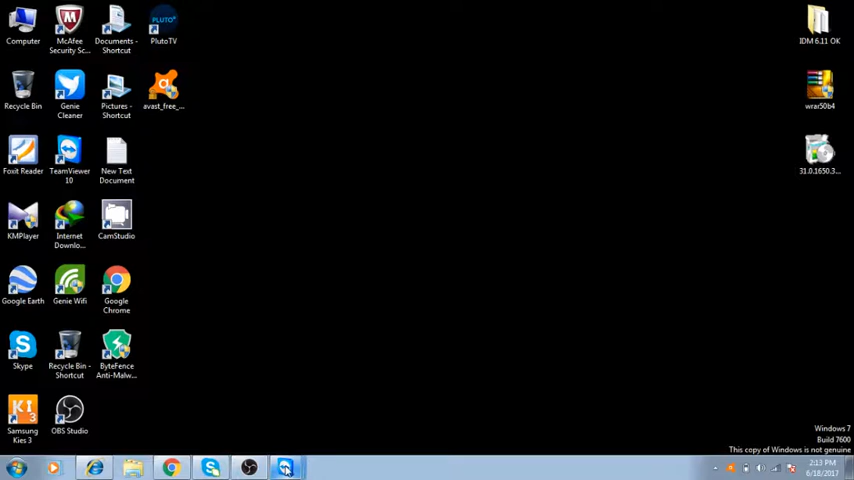 Computer
McAfee
Security Sc...
Documents -
Shortcut
PLUTO
PlutoTV
Recycle Bin
Genie
Cleaner
Pictures -
Shortcut
avast_free_...
Foxit Reader
TeamViewer
10
New Text
Document
KMPlayer
Internet
Downlo...
CamStudio
Google Earth
Genie Wifi
Google
Chrome
Skype
Recycle Bin -
Shortcut
ByteFence
Anti-Malw...
KI
3
Samsung
Kies 3
OBS Studio
IDM 6.11 OK
wrar50b4
31.0.1650.3...
Windows 7
Build 7600
This copy of Windows is not genuine
2:13 PM
6/18/2017